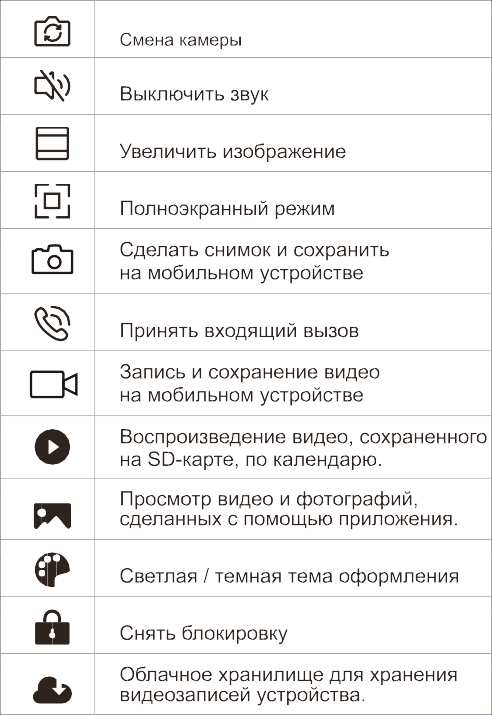 Смена камеры
Выключить звук
Увеличить изображение
Полноэкранный режим
Сделать снимок и сохранить
на мобильном устройстве
Принять входящий вызов
Запись и сохранение видео
на мобильном устройстве
Воспроизведение видео, сохраненного
на SD-карте, по календарю.
Просмотр видео и фотографий,
сделанных с помощью приложения.
Светлая / темная тема оформления
Снять блокировку
Облачное хранилище для хранения
видеозаписей устройства.